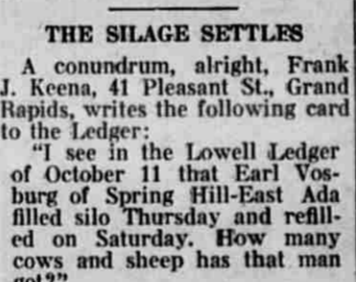 THE SILAGE SETTLES
A conundrum, alright, Frank
J. Keena, 41 Pleasant St., Grand
Rapids, writes the following card
to the Ledger:
"I see in the Lowell Ledger
of October 11 that Earl Vos-
burg of Spring Hill-East Ada
filled silo Thursday and refill-
ed on Saturday. How many
cows and sheep has that man
got?"